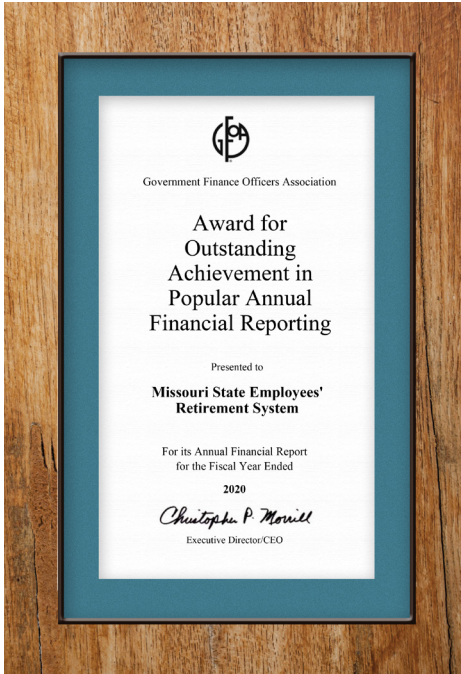 GFOA
Government Finance Officers Association
Award for
Outstanding
Achievement in
Popular Annual
Financial Reporting
Presented to
Missouri State Employees'
Retirement System
For its Annual Financial Report
for the Fiscal Year Ended
2020
Christopher P. Morrill
Executive Director/CEO